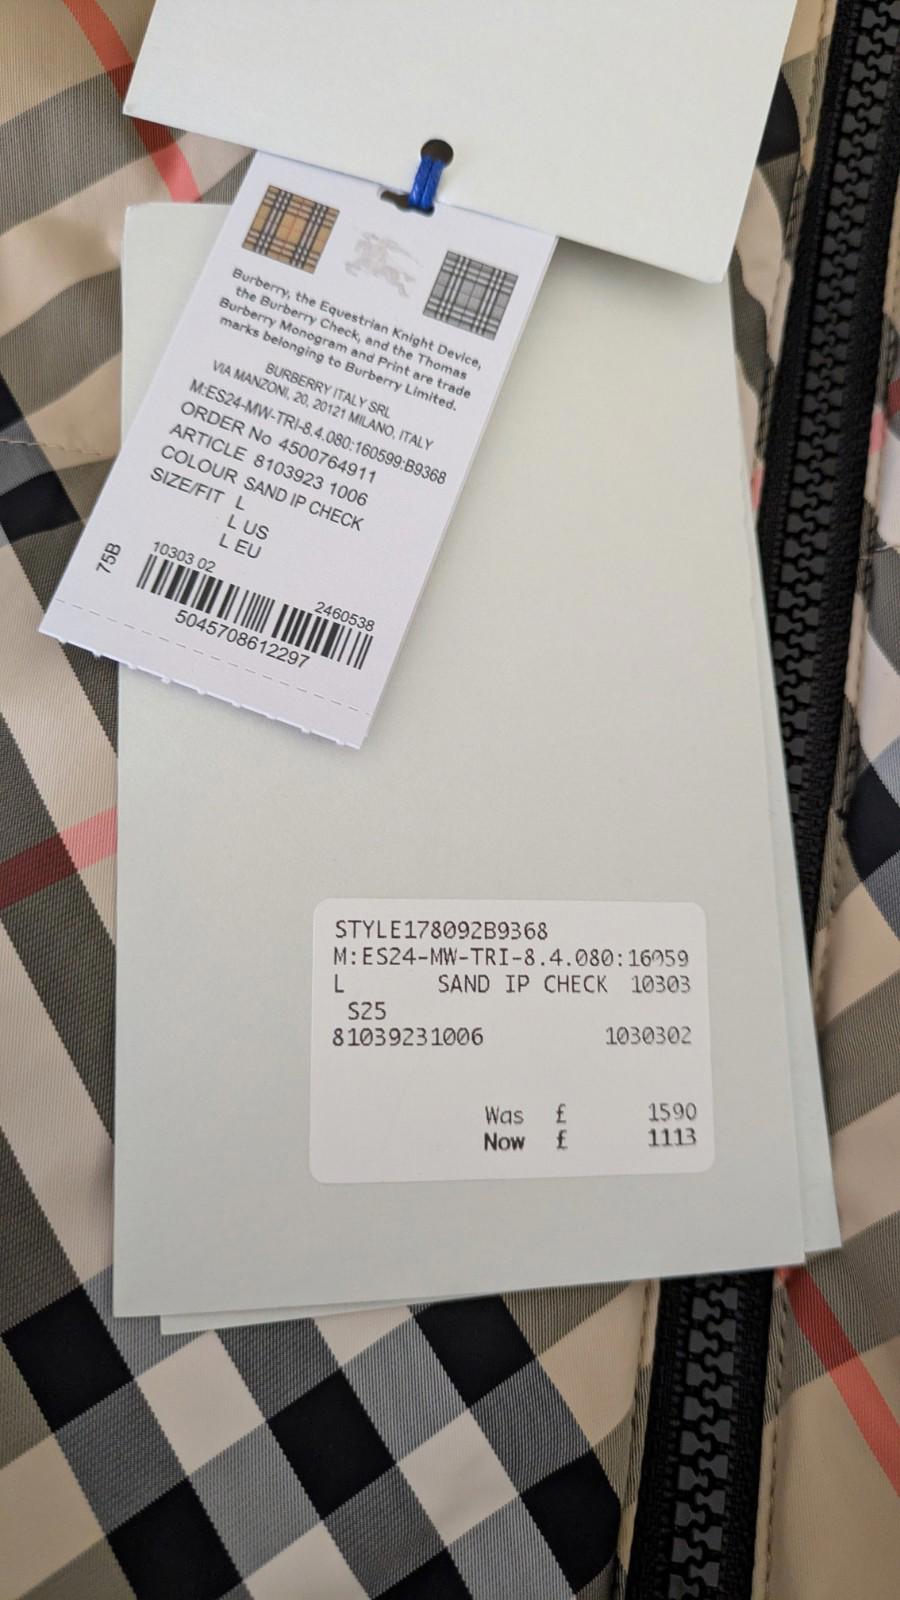 Burberry, the Equestrian Knight Device,
the Burberry Check, and the Thomas
Burberry Monogram and Print are trade
marks belonging to Burberry Limited.
BURBERRY ITALY SRL
VIA MANZONI, 20, 20121 MILANO, ITALY
M:ES24-MW-TRI-8.4.080:160599:B9368
ORDER No 4500764911
ARTICLE 8103923 1006
COLOUR SAND IP CHECK
SIZE/FIT L
L US
L EU
75B
10303 02
2460538
5045708612297
STYLE178092B9368
M:ES24-MW-TRI-8.4.080:16059
L SAND IP CHECK 10303
S25
81039231006 1030302
Was £ 1590
Now £ 1113